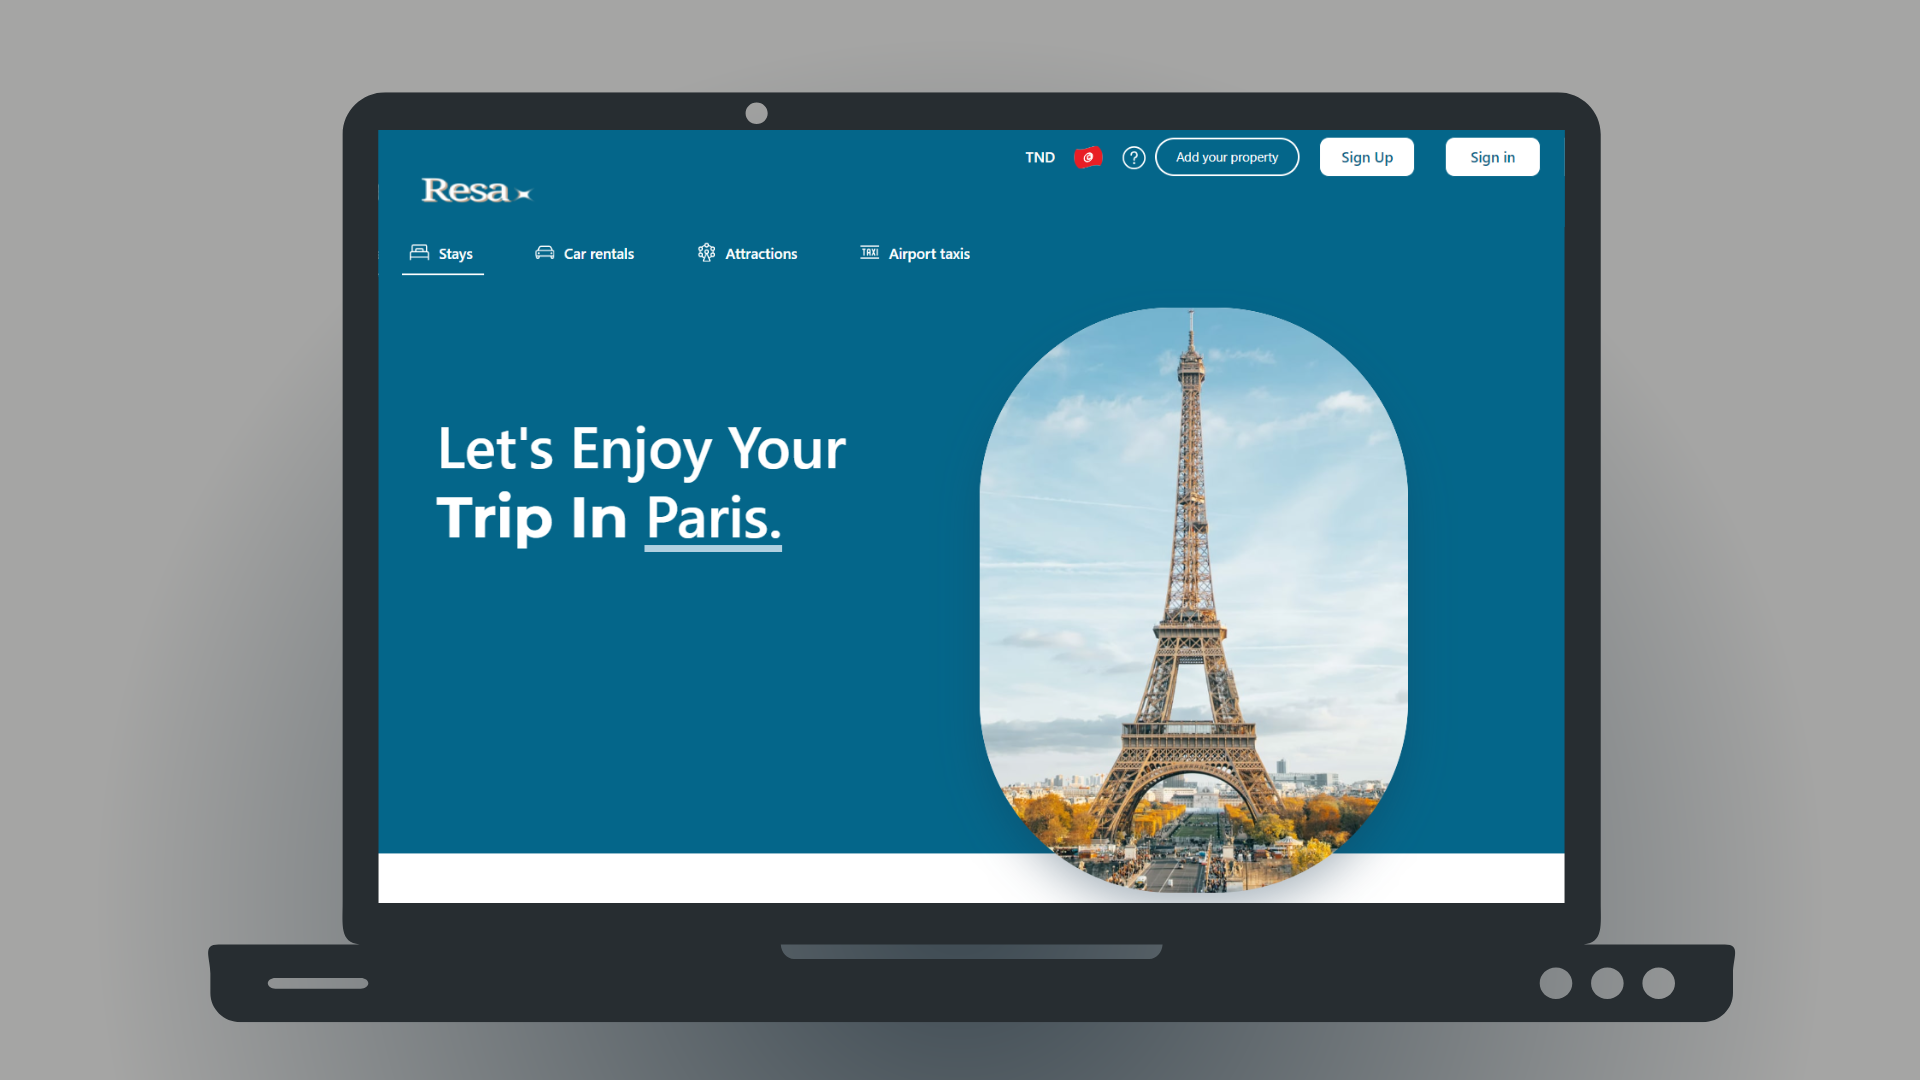 TND
Add your property
Sign Up
Sign in
Resa
Stays
Car rentals
Attractions
TAXI
Airport taxis
Let's Enjoy Your
Trip In Paris.